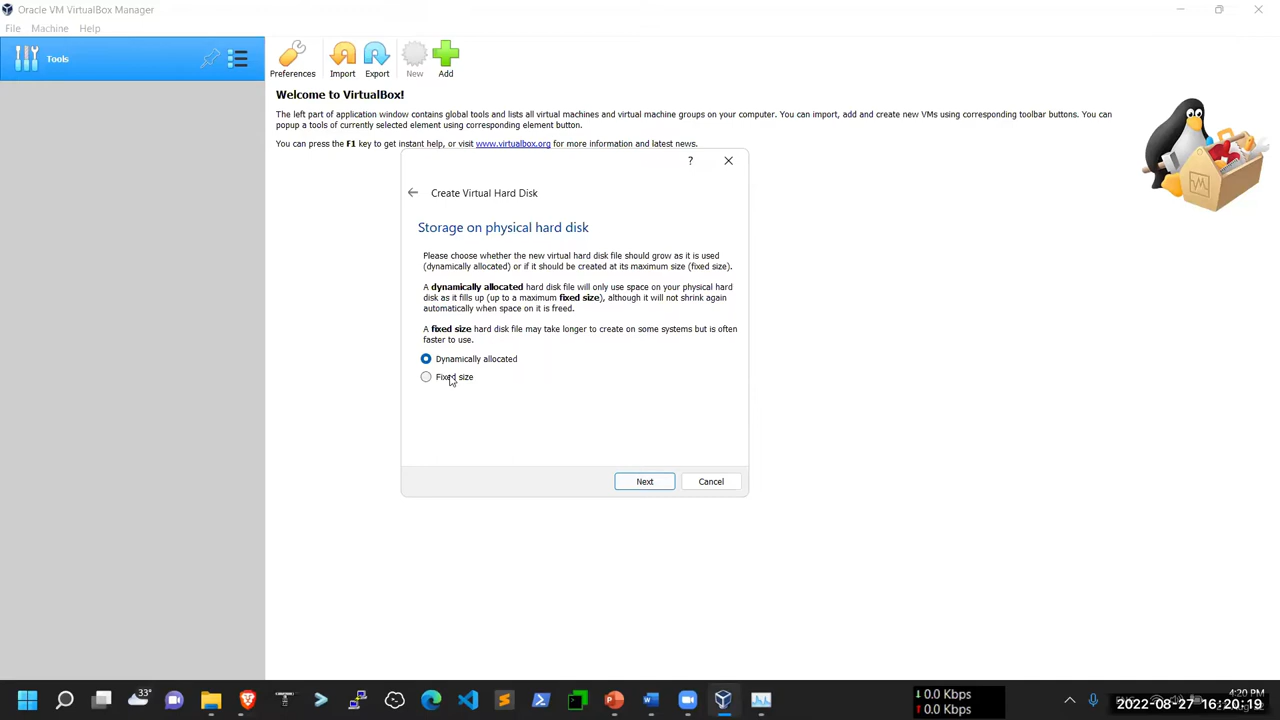 Oracle VM VirtualBox Manager
File Machine Help
Tools
Preferences Import Export New Add
Welcome to VirtualBox!
The left part of application window contains global tools and lists all virtual machines and virtual machine groups on your computer. You can import, add and create new VMs using corresponding toolbar buttons. You can
popup a tools of currently selected element using corresponding element button.
You can press the F1 key to get instant help, or visit www.virtualbox.org for more information and latest news.
?
Create Virtual Hard Disk
Storage on physical hard disk
Please choose whether the new virtual hard disk file should grow as it is used
(dynamically allocated) or if it should be created at its maximum size (fixed size).
A dynamically allocated hard disk file will only use space on your physical hard
disk as it fills up (up to a maximum fixed size), although it will not shrink again
automatically when space on it is freed.
A fixed size hard disk file may take longer to create on some systems but is often
faster to use.
Dynamically allocated
Fixed size
Next Cancel
33°
↓ 0.0 Kbps
↑ 0.0 Kbps
4:20 PM
2022-08-27 16:20:19